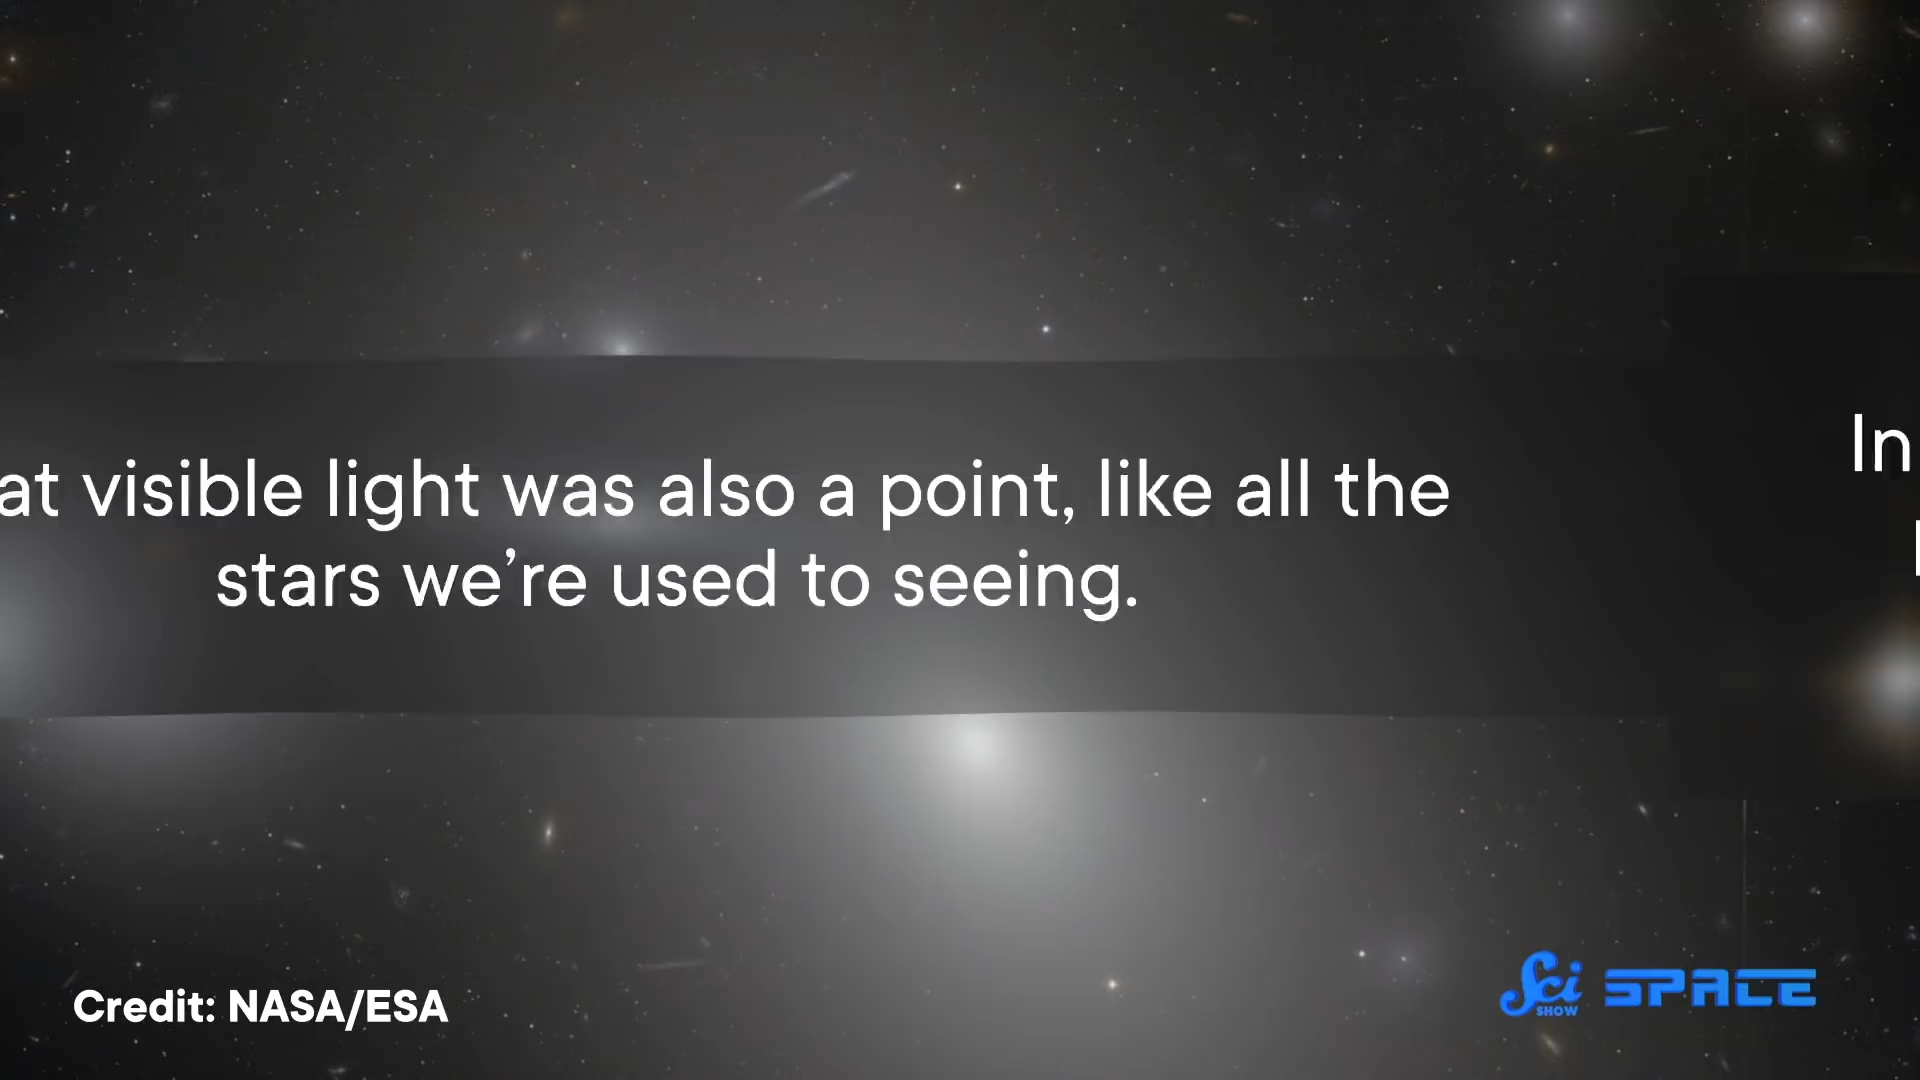 at visible light was also a point, like all the
stars we’re used to seeing.
In
Credit: NASA/ESA
Sci SHOW SPACE